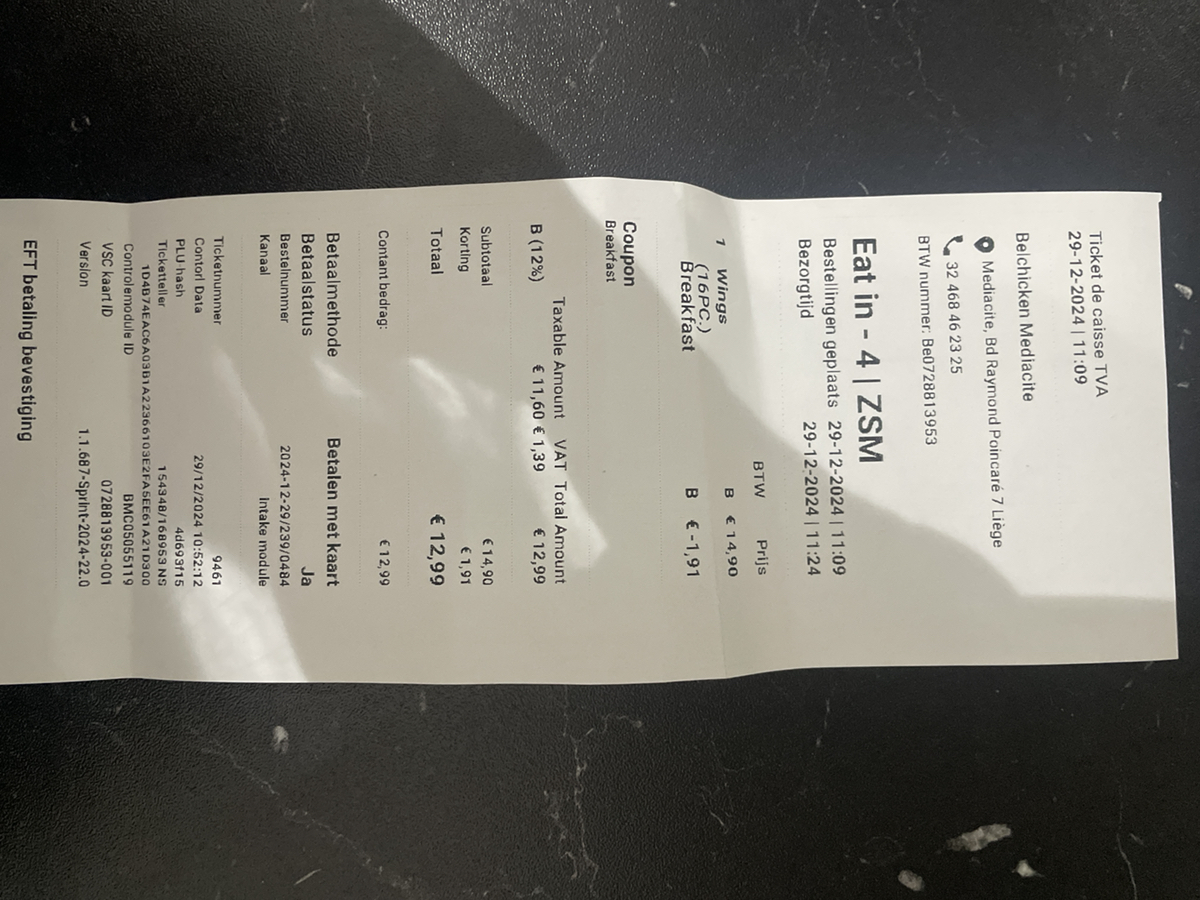 Ticket de caisse TVA
29-12-2024 | 11:09
Belchicken Mediacite
Mediacite, Bd Raymond Poincaré 7 Liège
32 468 46 23 25
BTW nummer: Be0728813953
Eat in - 4 | ZSM
Bestellingen geplaats 29-12-2024 | 11:09
Bezorgtijd 29-12-2024 | 11:24
BTW Prijs
1 Wings B € 14,90
(16PC.)
Breakfast B € -1,91
Coupon
Breakfast
Taxable Amount VAT Total Amount
B (12%) € 11,60 € 1,39 € 12,99
Subtotaal € 14,90
Korting € 1,91
Totaal € 12,99
Contant bedrag: € 12,99
Betaalmethode Betalen met kaart
Betaalstatus Ja
Bestelnummer 2024-12-29/239/0484
Kanaal Intake module
Ticketnummer 9461
Contorl Data 29/12/2024 10:52:12
PLU-hash 4d693f15
Ticketteller 154348/168953 NS
1D4B74EAC6A03B1A22366103E2FA5EE61A21D300
Controlemodule ID BMC05055119
VSC kaart ID 0728813953-001
Version 1.1.687-Sprint-2024-22.0
EFT betaling bevestiging